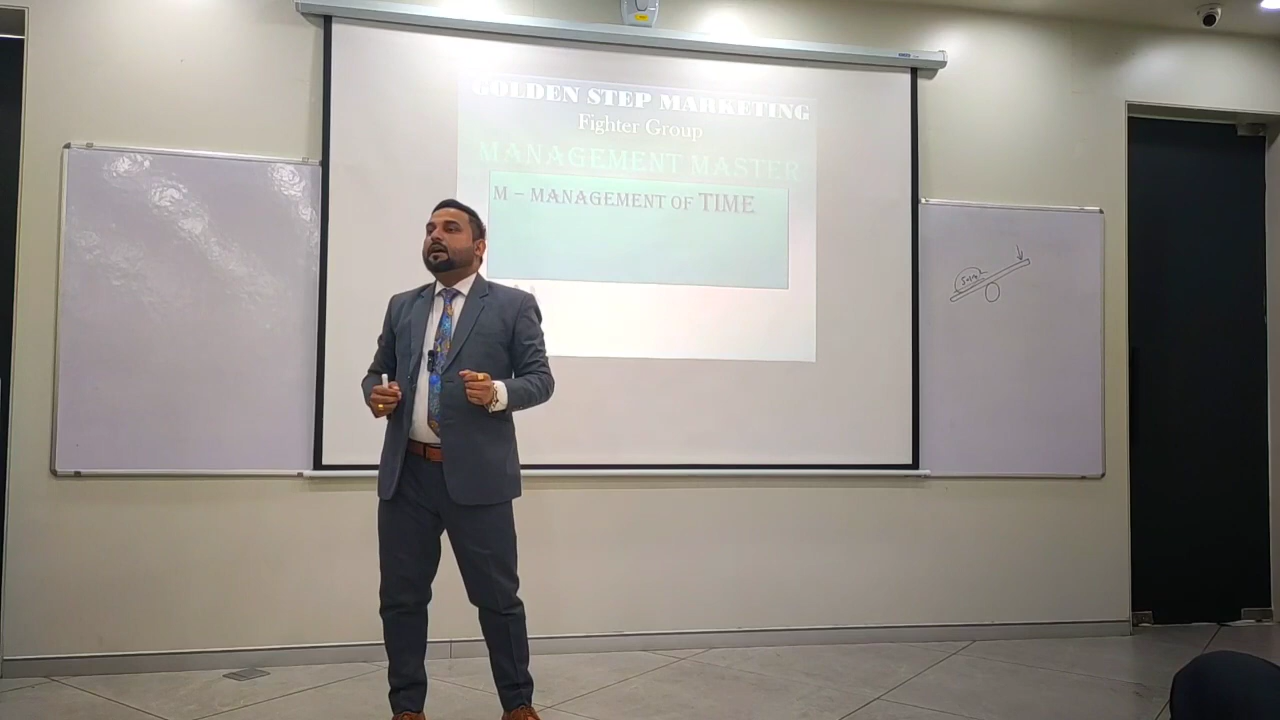 GOLDEN STEP MARKETING
Fighter Group
MANAGEMENT MASTER
M – MANAGEMENT OF TIME